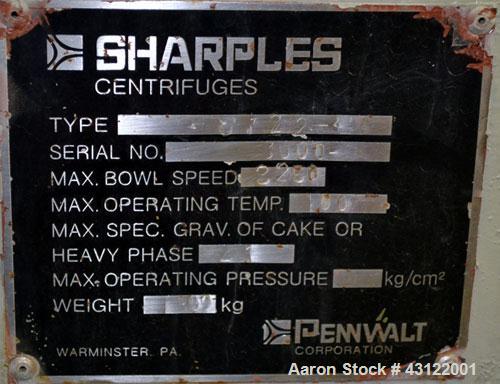 SHARPLES
CENTRIFUGES
TYPE
SERIAL NO.
MAX. BOWL SPEED 3250
MAX. OPERATING TEMP.
MAX. SPEC. GRAV. OF CAKE OR
HEAVY PHASE
MAX. OPERATING PRESSURE kg/cm²
WEIGHT kg
PENNWALT
CORPORATION
WARMINSTER, PA.
Aaron Stock # 43122001